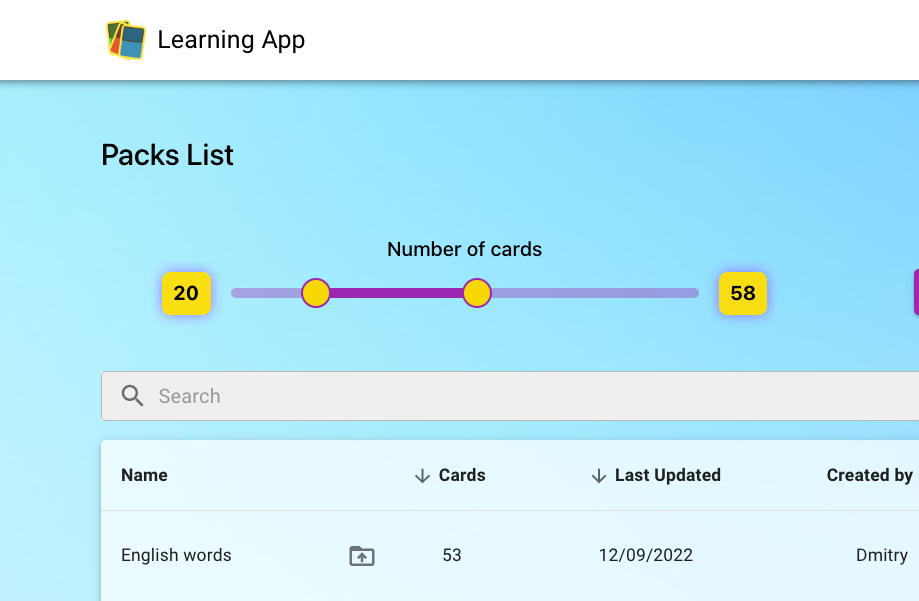 Learning App
Packs List
Number of cards
20 58
Search
Name Cards Last Updated Created by
English words 53 12/09/2022 Dmitry